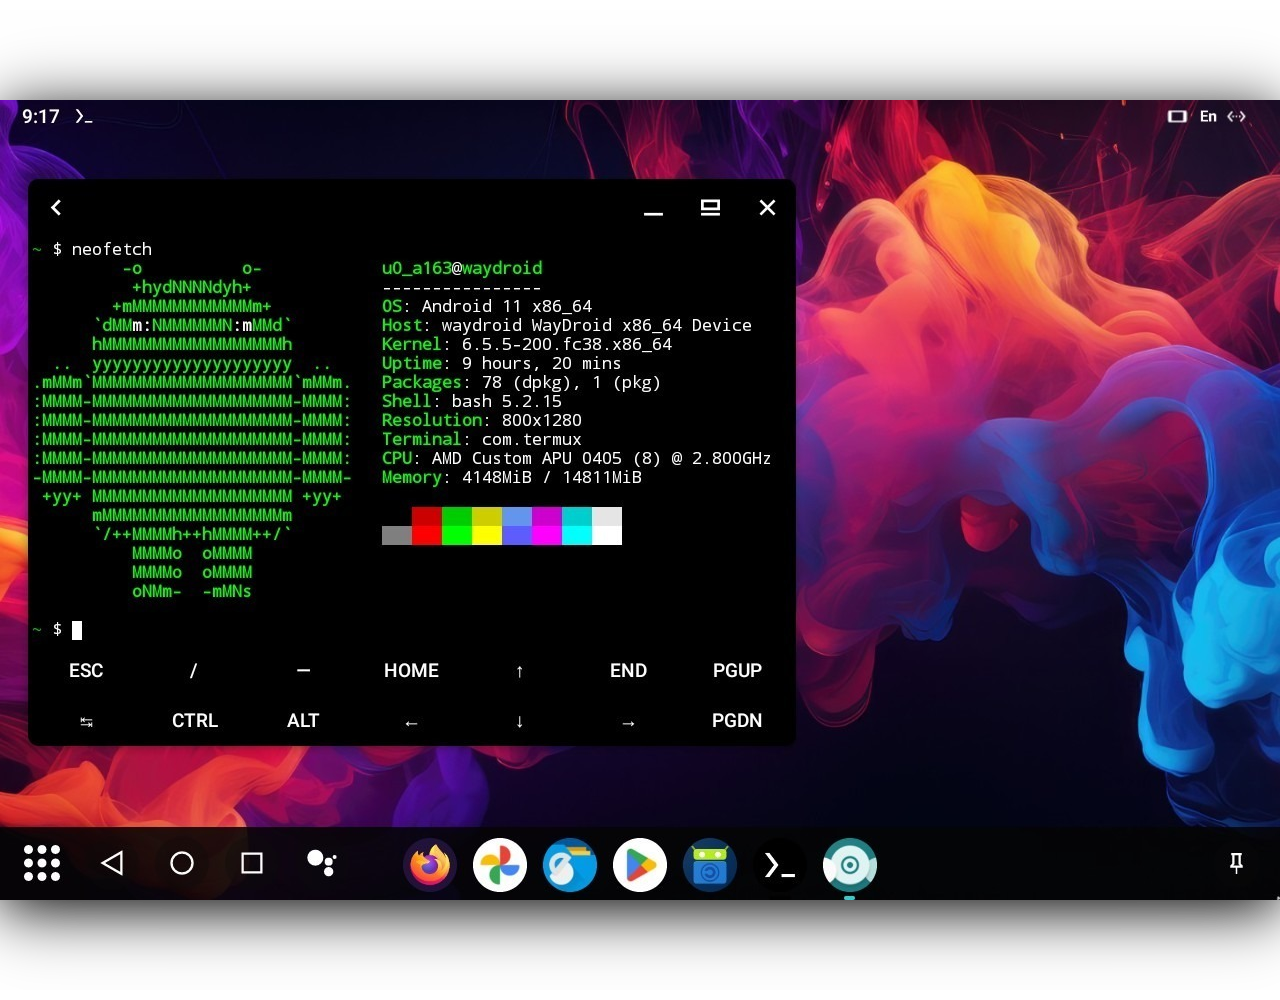 9:17
En
~ $ neofetch
         -o          o-
          +hydNNNNdyh+
        +mMMMMMMMMMMMMm+
      `dMMm:NMMMMMMN:mMMd`
      hMMMMMMMMMMMMMMMMMMh
  ..  yyyyyyyyyyyyyyyyyyyy  ..
.mMMm`MMMMMMMMMMMMMMMMMMMM`mMMm.
:MMMM-MMMMMMMMMMMMMMMMMMMM-MMMM:
:MMMM-MMMMMMMMMMMMMMMMMMMM-MMMM:
:MMMM-MMMMMMMMMMMMMMMMMMMM-MMMM:
:MMMM-MMMMMMMMMMMMMMMMMMMM-MMMM:
-MMMM-MMMMMMMMMMMMMMMMMMMM-MMMM-
 +yy+ MMMMMMMMMMMMMMMMMMMM +yy+
      mMMMMMMMMMMMMMMMMMMm
      `/++MMMMh++hMMMM++/`
          MMMMo  oMMMM
          MMMMo  oMMMM
          oNMm-  -mMNs
u0_a163@waydroid
----------------
OS: Android 11 x86_64
Host: waydroid WayDroid x86_64 Device
Kernel: 6.5.5-200.fc38.x86_64
Uptime: 9 hours, 20 mins
Packages: 78 (dpkg), 1 (pkg)
Shell: bash 5.2.15
Resolution: 800x1280
Terminal: com.termux
CPU: AMD Custom APU 0405 (8) @ 2.800GHz
Memory: 4148MiB / 14811MiB
~ $
ESC / — HOME ↑ END PGUP
↹ CTRL ALT ← ↓ → PGDN